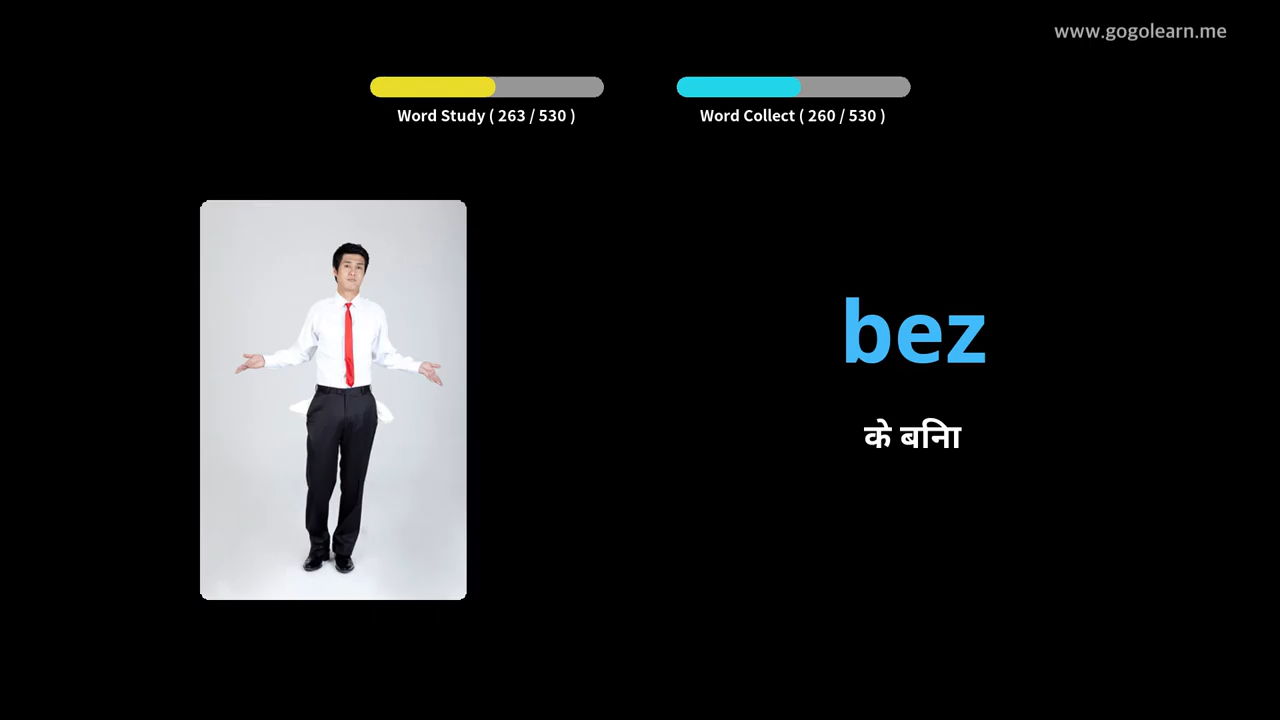 www.gogolearn.me
Word Study ( 263 / 530 )
Word Collect ( 260 / 530 )
bez
के बिना